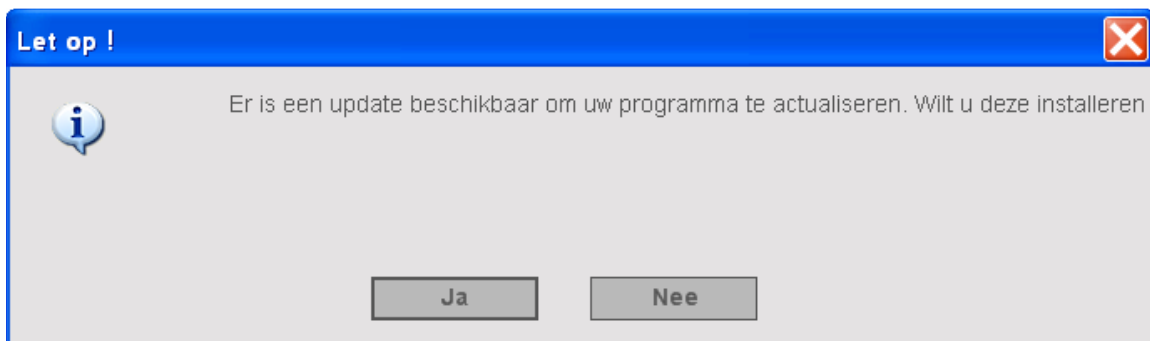 Let op !
Er is een update beschikbaar om uw programma te actualiseren. Wilt u deze installeren
Ja
Nee